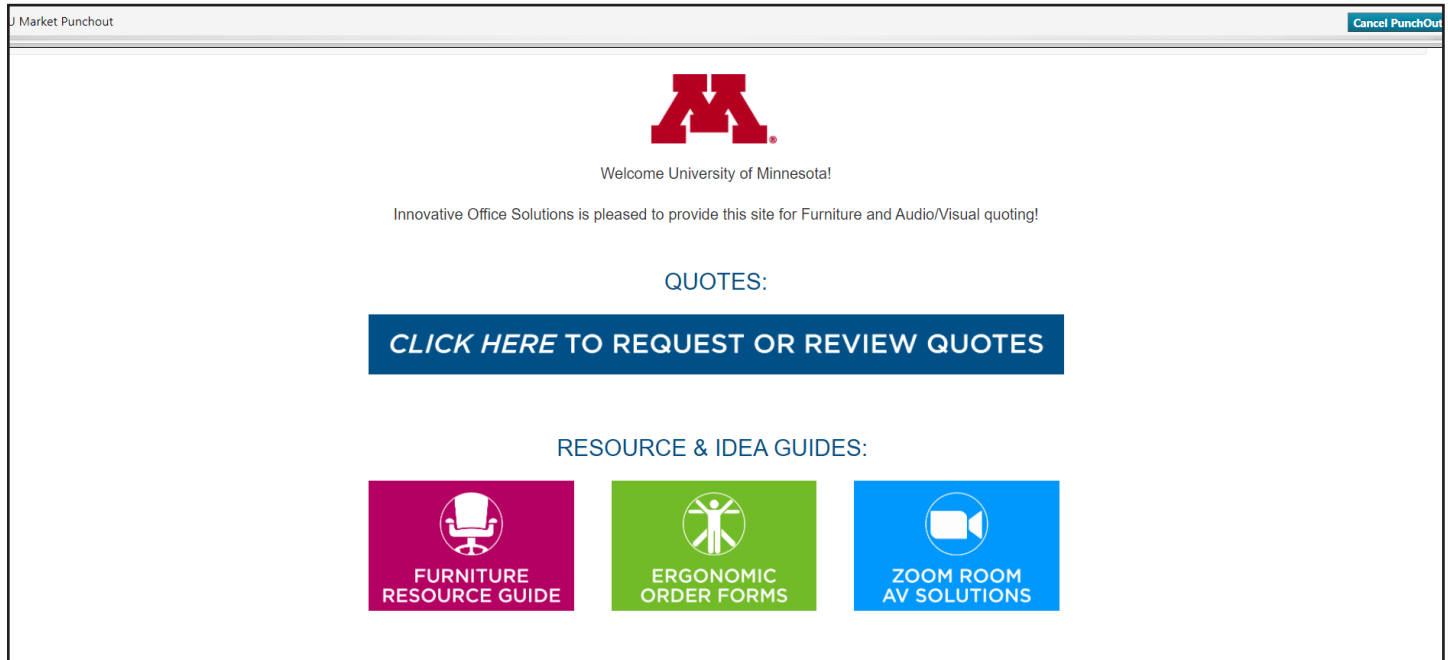 U Market Punchout
Cancel PunchOut
M®
Welcome University of Minnesota!
Innovative Office Solutions is pleased to provide this site for Furniture and Audio/Visual quoting!
QUOTES:
CLICK HERE TO REQUEST OR REVIEW QUOTES
RESOURCE & IDEA GUIDES:
FURNITURE
RESOURCE GUIDE
ERGONOMIC
ORDER FORMS
ZOOM ROOM
AV SOLUTIONS